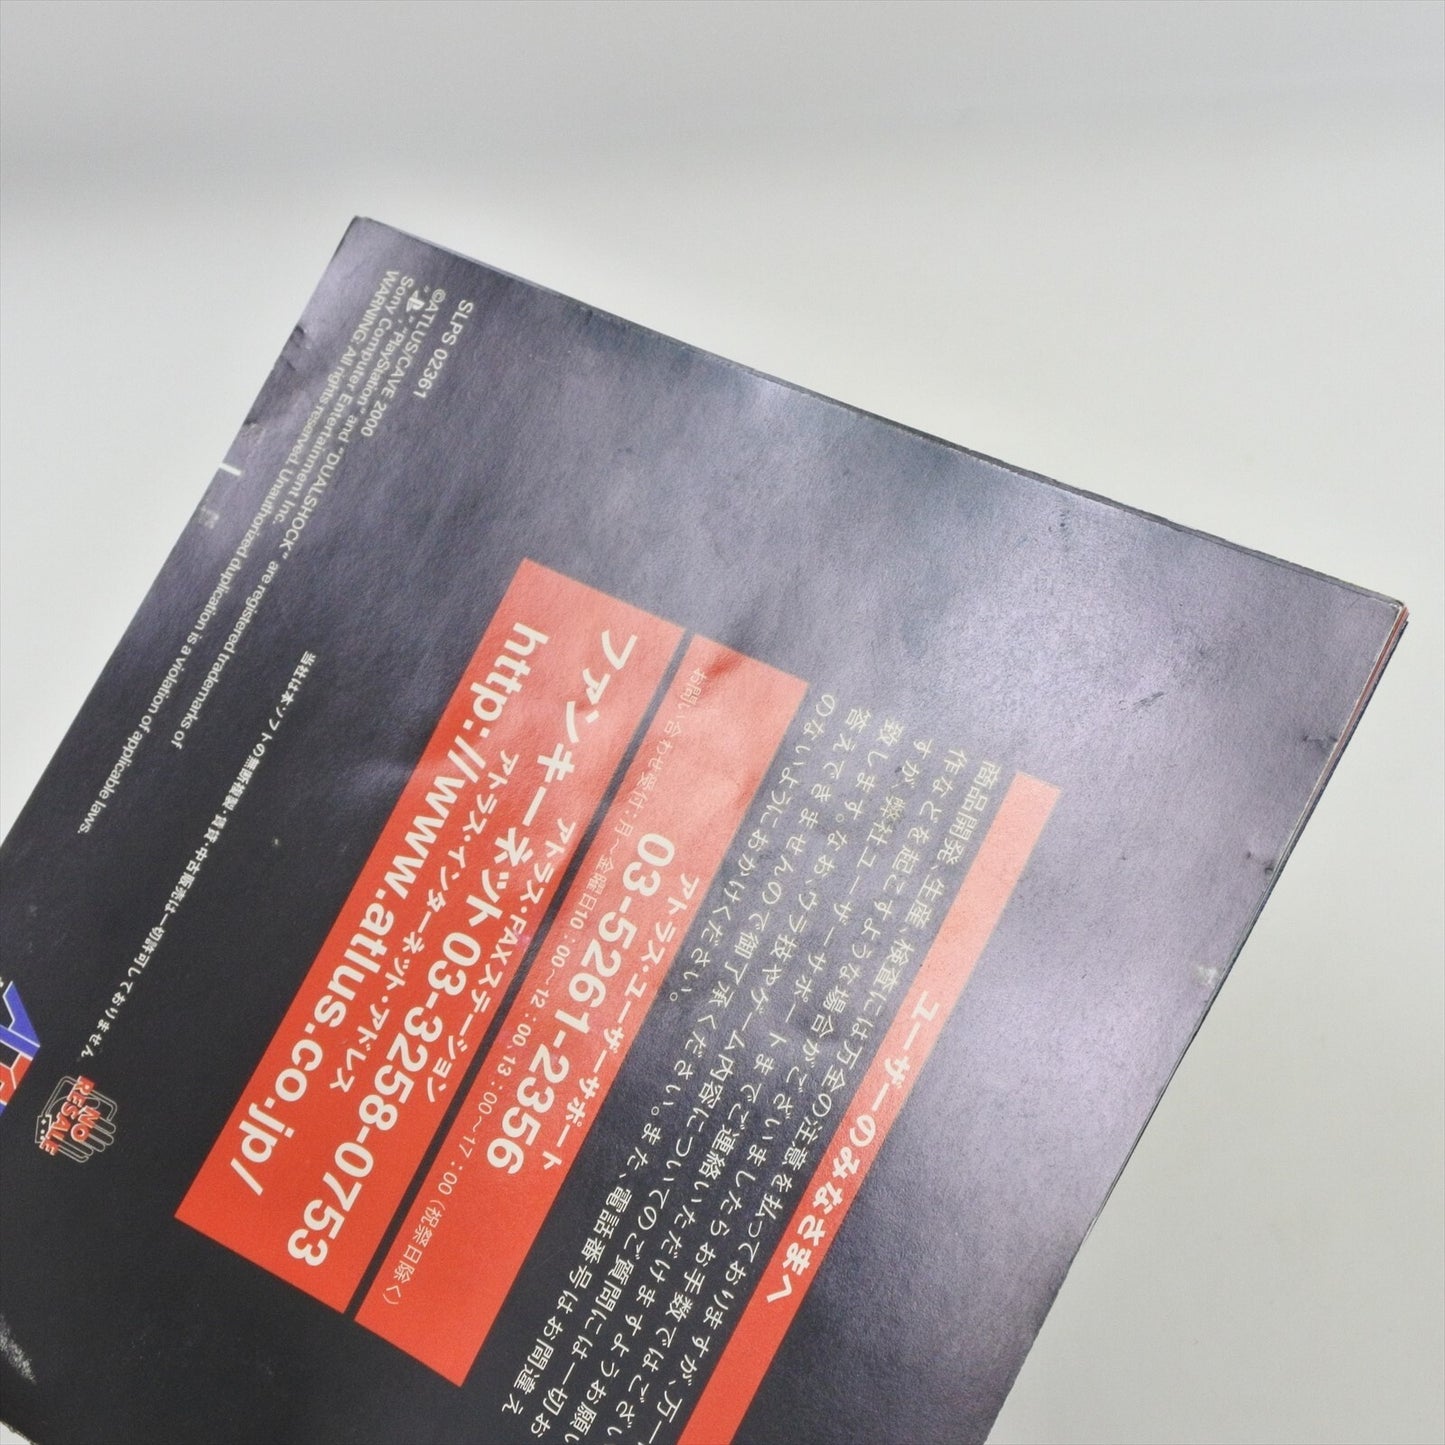 ユーザーのみなさまへ
商品開発、生産、検査には万全の注意を払っておりますが、万一
作などを起こすような場合がございましたらお手数ではござい
すが、弊社ユーザーサポートまでご連絡いただけますようお願い
致します。なお、ウラ技やゲーム内容についてのご質問には一切お
答えできませんので御了承ください。また、電話番号はお間違え
のないようにおかけください。
アトラス・ユーザーサポート
03-5261-2356
お問い合わせ受付:月〜金曜日10:00〜12:00、13:00〜17:00(祝祭日除く)
アトラス・FAXステーション
ファンキーネット03-3258-0753
アトラス・インターネット・アドレス
http://www.atlus.co.jp/
SLPS 02361
©ATLUS/CAVE 2000
" ", "PlayStation" and "DUALSHOCK" are registered trademarks of
Sony Computer Entertainment Inc.
WARNING: All rights reserved. Unauthorized duplication is a violation of applicable laws.
当社は本ソフトの無断複製・賃貸・中古販売は一切許可しておりません
NO
RESALE